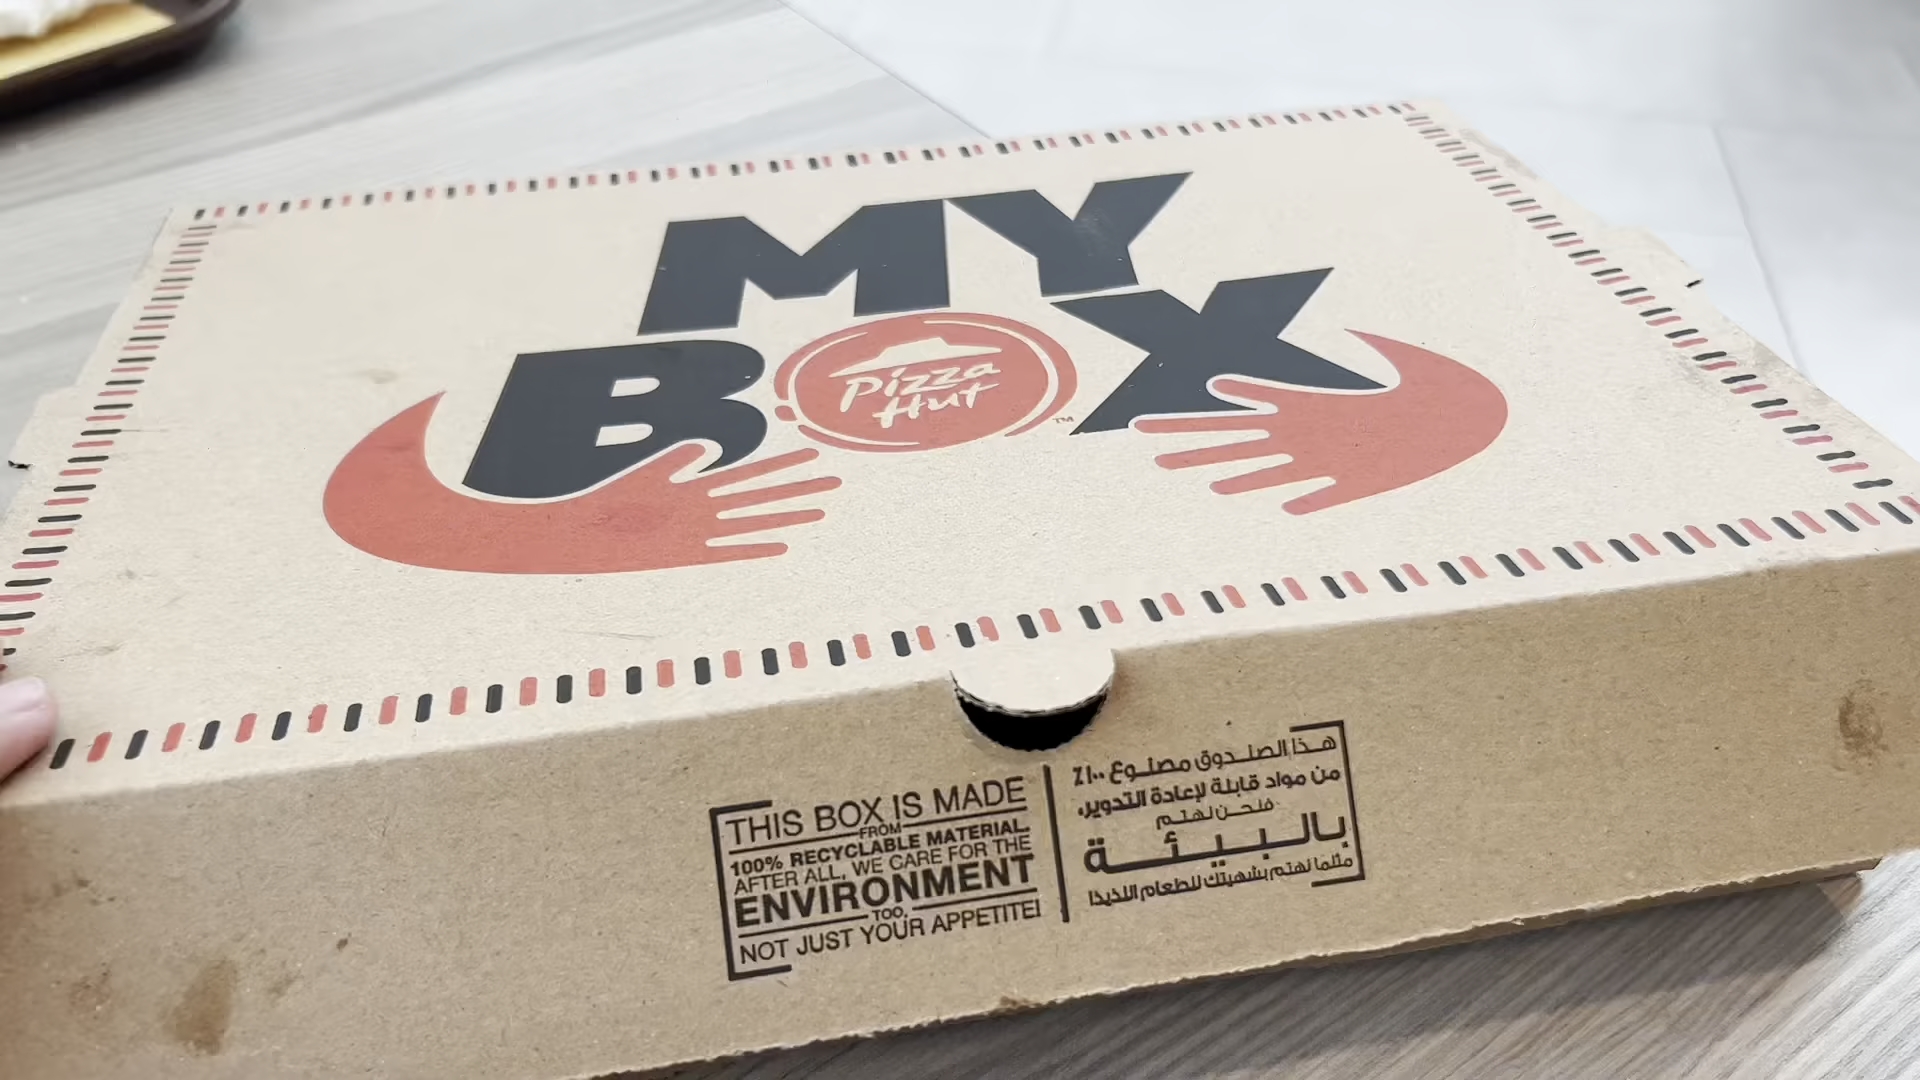 MY
BOX
Pizza
Hut
TM
THIS BOX IS MADE
FROM
100% RECYCLABLE MATERIAL.
AFTER ALL, WE CARE FOR THE
ENVIRONMENT
TOO,
NOT JUST YOUR APPETITE!
هذا الصندوق مصنوع ١٠٠٪
من مواد قابلة لإعادة التدوير،
فنحن نهتم
بالبيئة
مثلما نهتم بشهيتك للطعام اللذيذ!